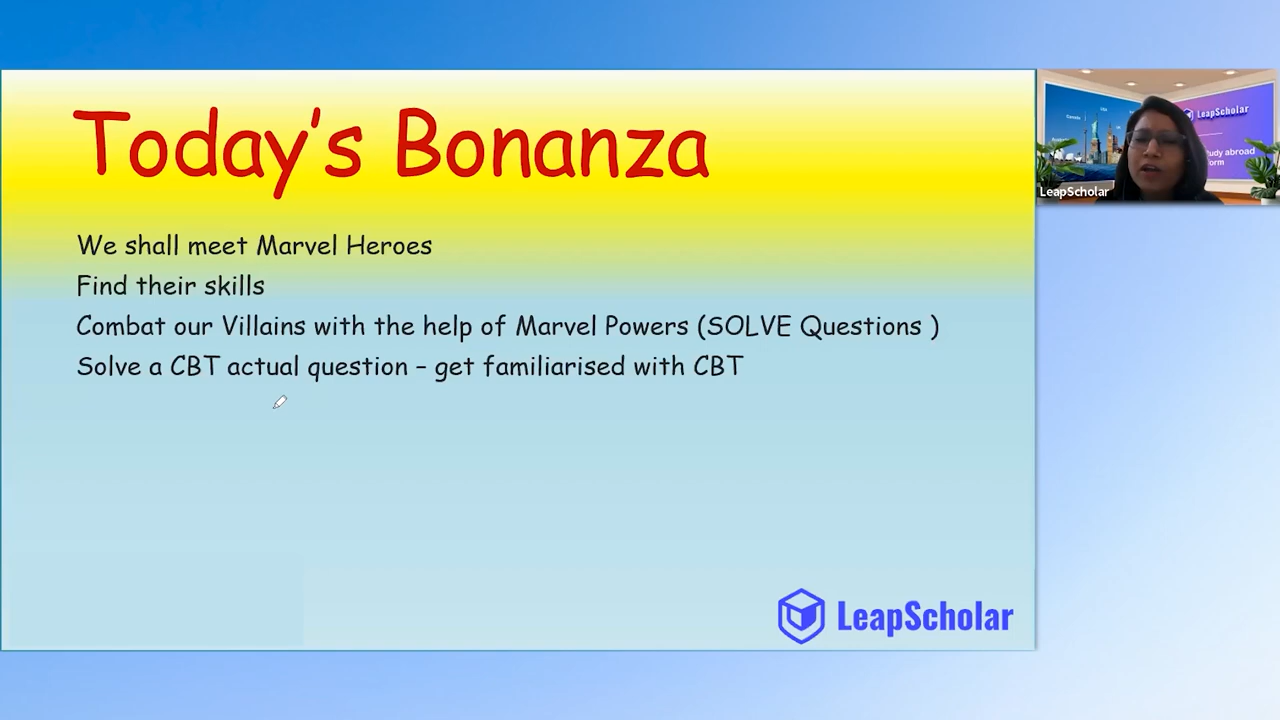 Today's Bonanza
We shall meet Marvel Heroes
Find their skills
Combat our Villains with the help of Marvel Powers (SOLVE Questions )
Solve a CBT actual question – get familiarised with CBT
LeapScholar
LeapScholar
LeapScholar